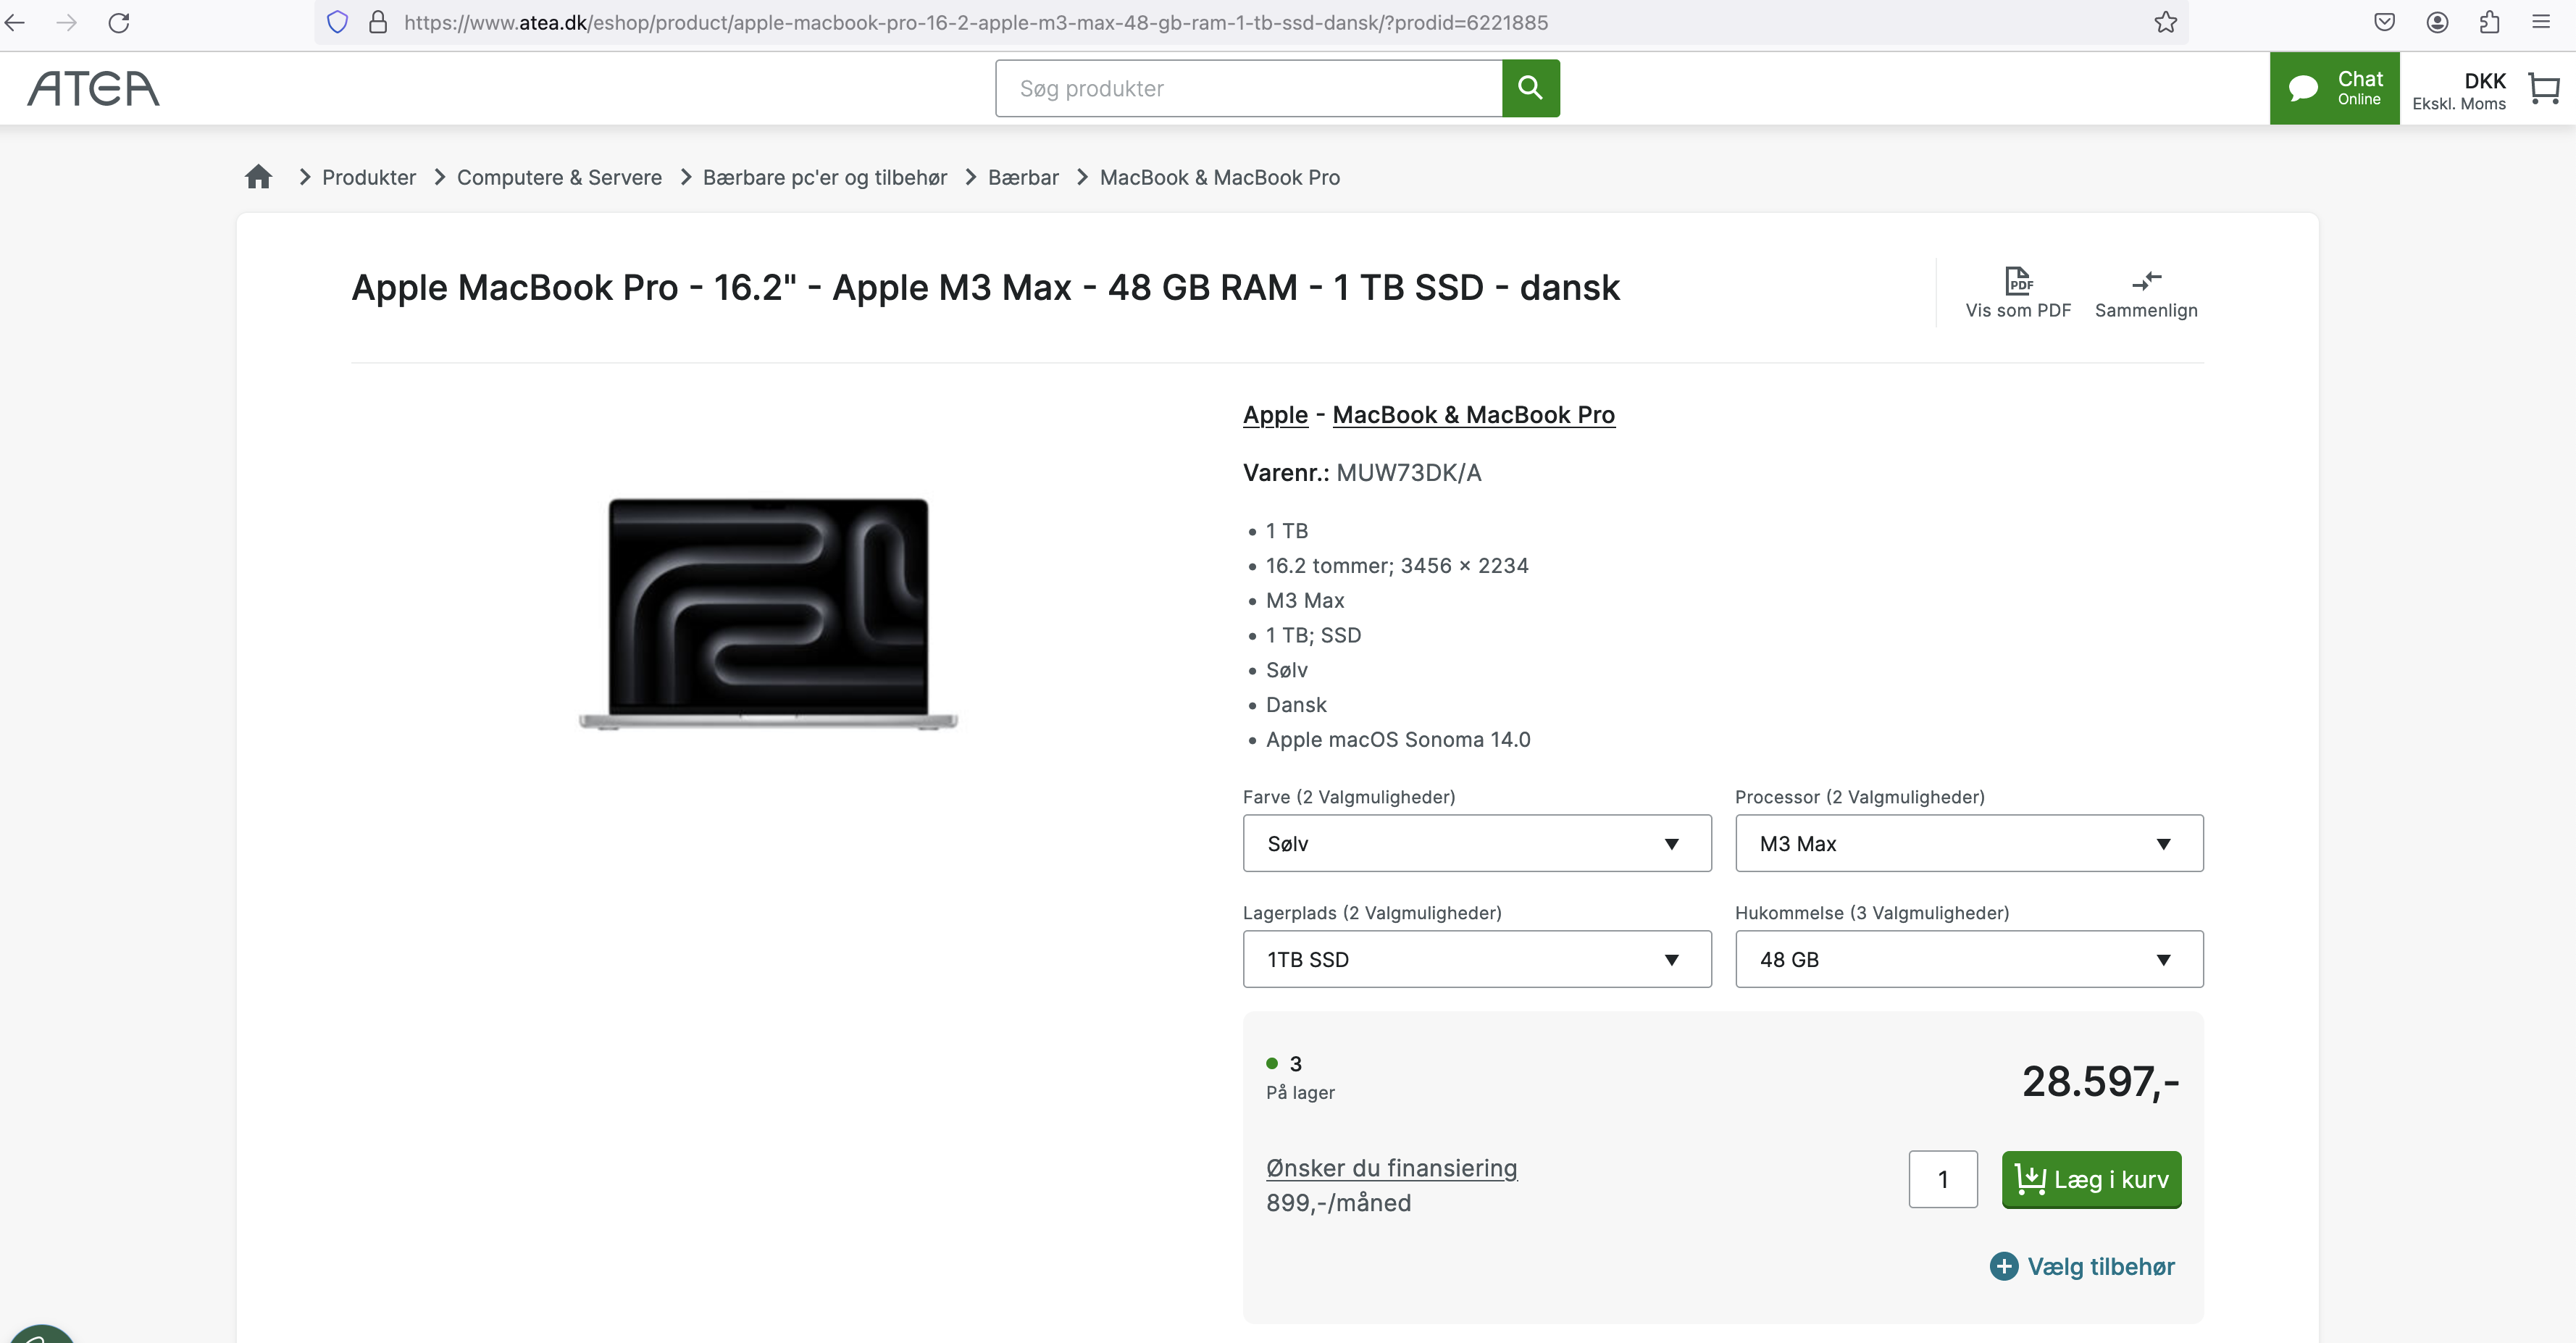 https://www.atea.dk/eshop/product/apple-macbook-pro-16-2-apple-m3-max-48-gb-ram-1-tb-ssd-dansk/?prodid=6221885
ATEA
Søg produkter
Chat
Online
DKK
Ekskl. Moms
Produkter
Computere & Servere
Bærbare pc'er og tilbehør
Bærbar
MacBook & MacBook Pro
Apple MacBook Pro - 16.2" - Apple M3 Max - 48 GB RAM - 1 TB SSD - dansk
PDF
Vis som PDF
Sammenlign
Apple - MacBook & MacBook Pro
Varenr.: MUW73DK/A
• 1 TB
• 16.2 tommer; 3456 × 2234
• M3 Max
• 1 TB; SSD
• Sølv
• Dansk
• Apple macOS Sonoma 14.0
Farve (2 Valgmuligheder)
Sølv
Processor (2 Valgmuligheder)
M3 Max
Lagerplads (2 Valgmuligheder)
1TB SSD
Hukommelse (3 Valgmuligheder)
48 GB
3
På lager
28.597,-
Ønsker du finansiering
899,-/måned
1
Læg i kurv
Vælg tilbehør